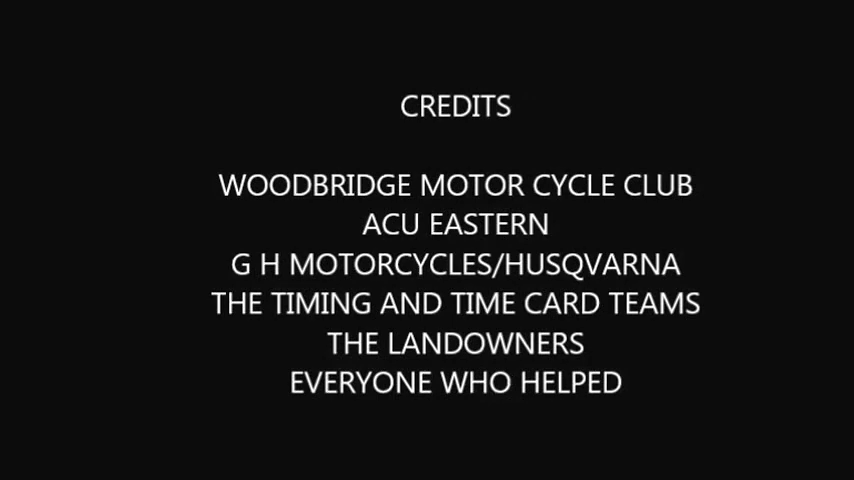 CREDITS
WOODBRIDGE MOTOR CYCLE CLUB
ACU EASTERN
G H MOTORCYCLES/HUSQVARNA
THE TIMING AND TIME CARD TEAMS
THE LANDOWNERS
EVERYONE WHO HELPED